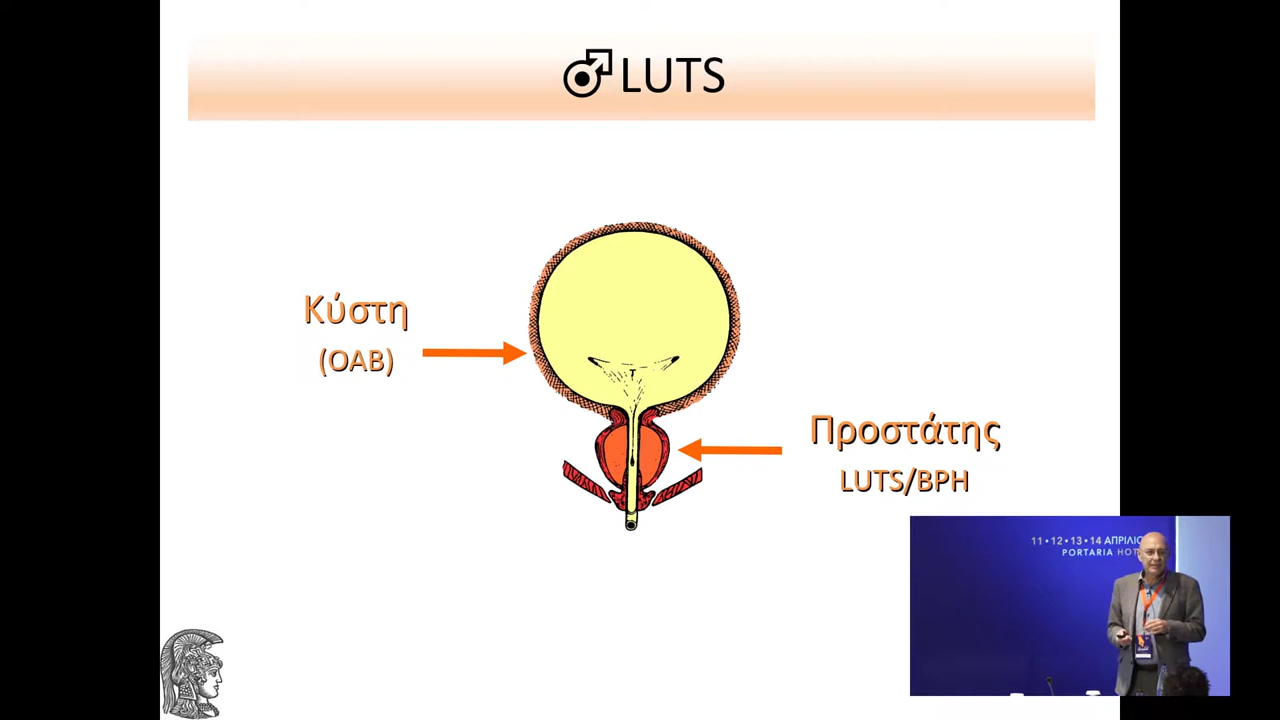 ♂LUTS
Κύστη
(OAB)
Προστάτης
LUTS/BPH
11•12•13•14 ΑΠΡΙΛΙΟ
PORTARIA HOT